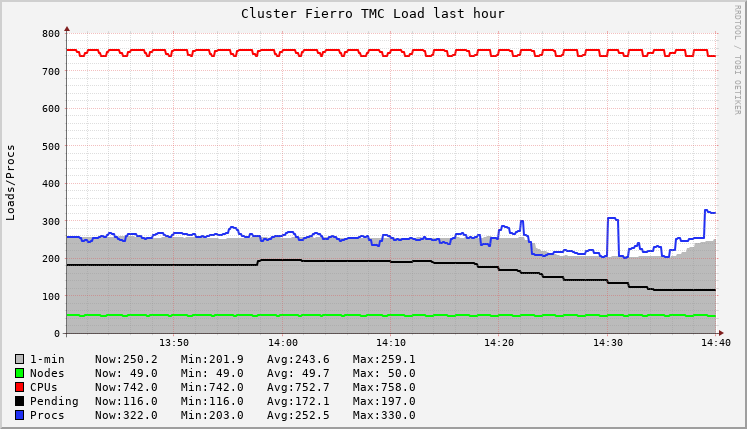 Cluster Fierro TMC Load last hour
RRDTOOL / TOBI OETIKER
Loads/Procs
800
700
600
500
400
300
200
100
0
13:50 14:00 14:10 14:20 14:30 14:40
1-min Now:250.2 Min:201.9 Avg:243.6 Max:259.1
Nodes Now: 49.0 Min: 49.0 Avg: 49.7 Max: 50.0
CPUs Now:742.0 Min:742.0 Avg:752.7 Max:758.0
Pending Now:116.0 Min:116.0 Avg:172.1 Max:197.0
Procs Now:322.0 Min:203.0 Avg:252.5 Max:330.0